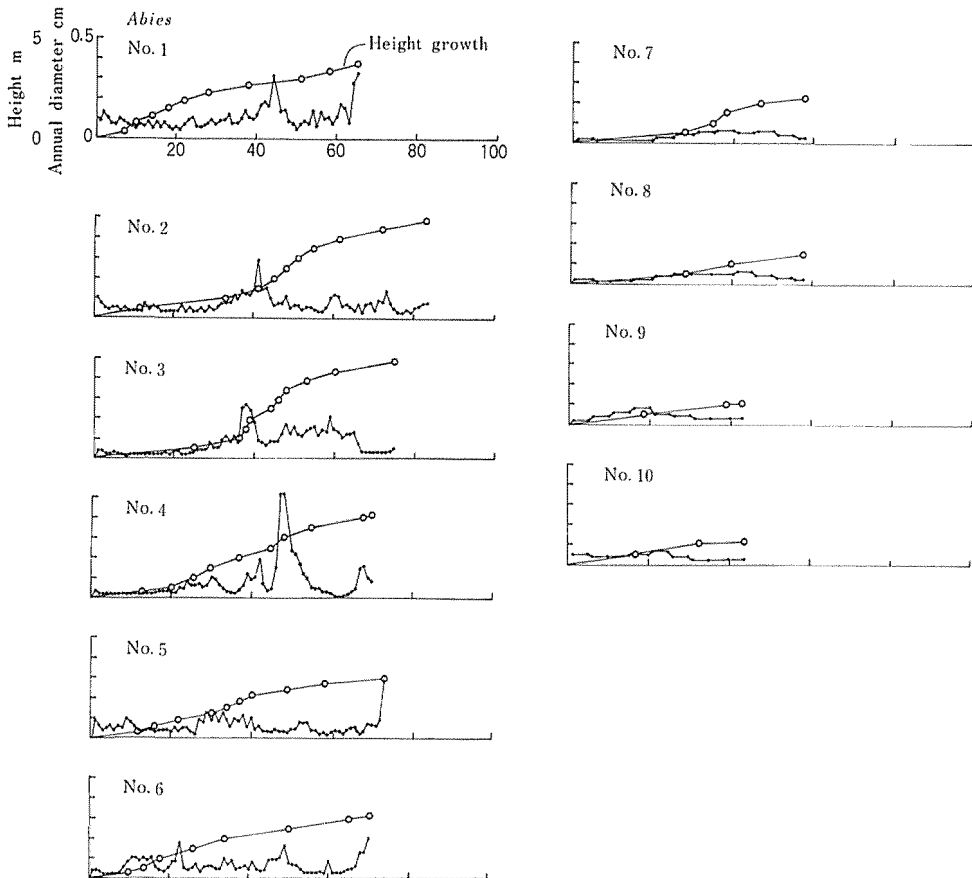 Abies
No. 1
Height growth
Height m
Annual diameter cm
5
0.5
0
0
20
40
60
80
100
No. 2
No. 3
No. 4
No. 5
No. 6
No. 7
No. 8
No. 9
No. 10